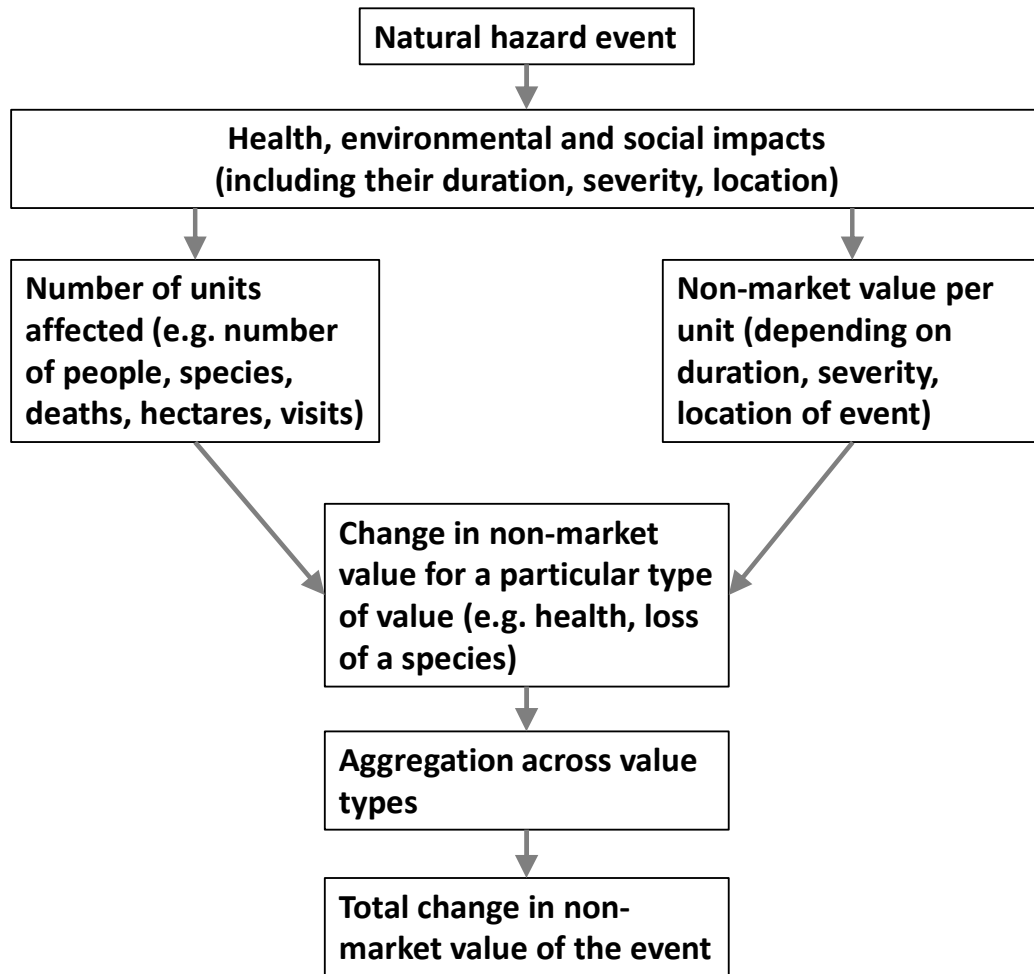 Natural hazard event
Health, environmental and social impacts
(including their duration, severity, location)
Number of units
affected (e.g. number
of people, species,
deaths, hectares, visits)
Non-market value per
unit (depending on
duration, severity,
location of event)
Change in non-market
value for a particular type
of value (e.g. health, loss
of a species)
Aggregation across value
types
Total change in non-
market value of the event